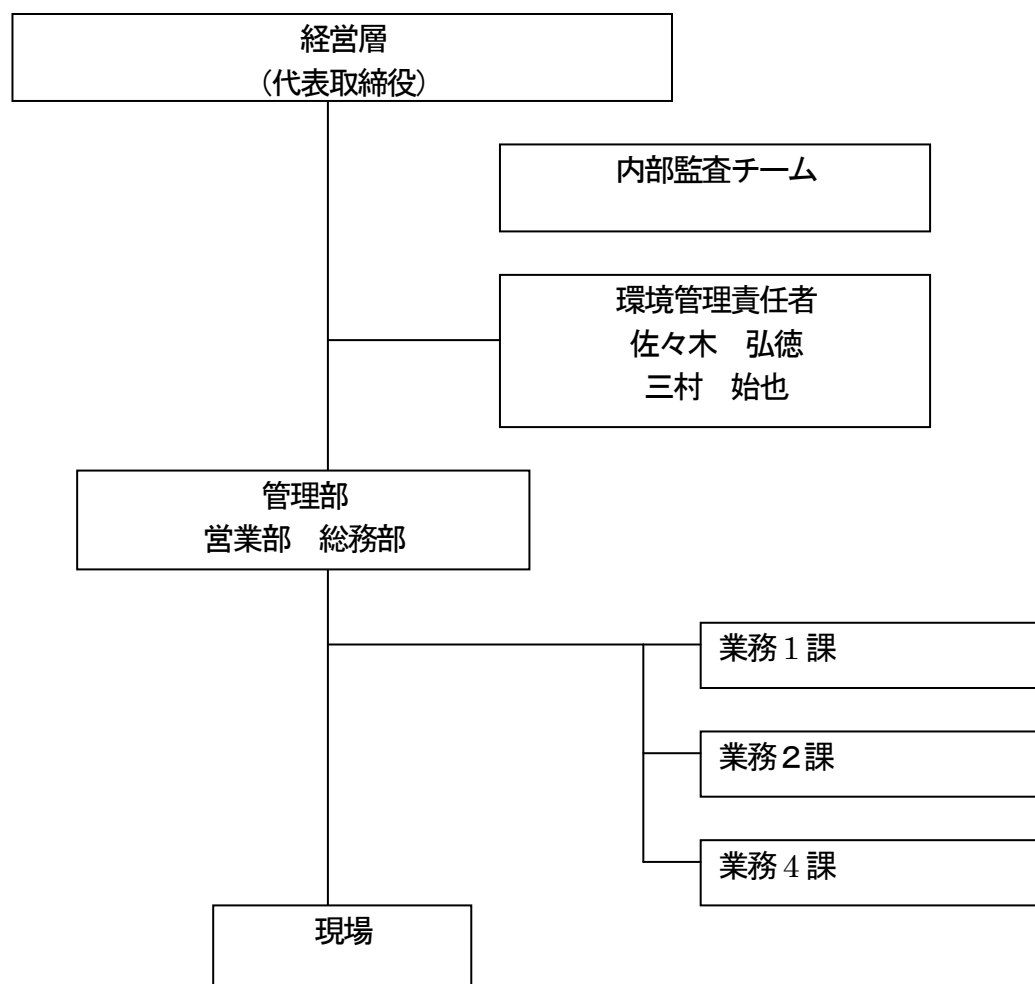 経営層
（代表取締役）
内部監査チーム
環境管理責任者
佐々木　弘徳
三村　始也
管理部
営業部　総務部
業務１課
業務２課
業務４課
現場